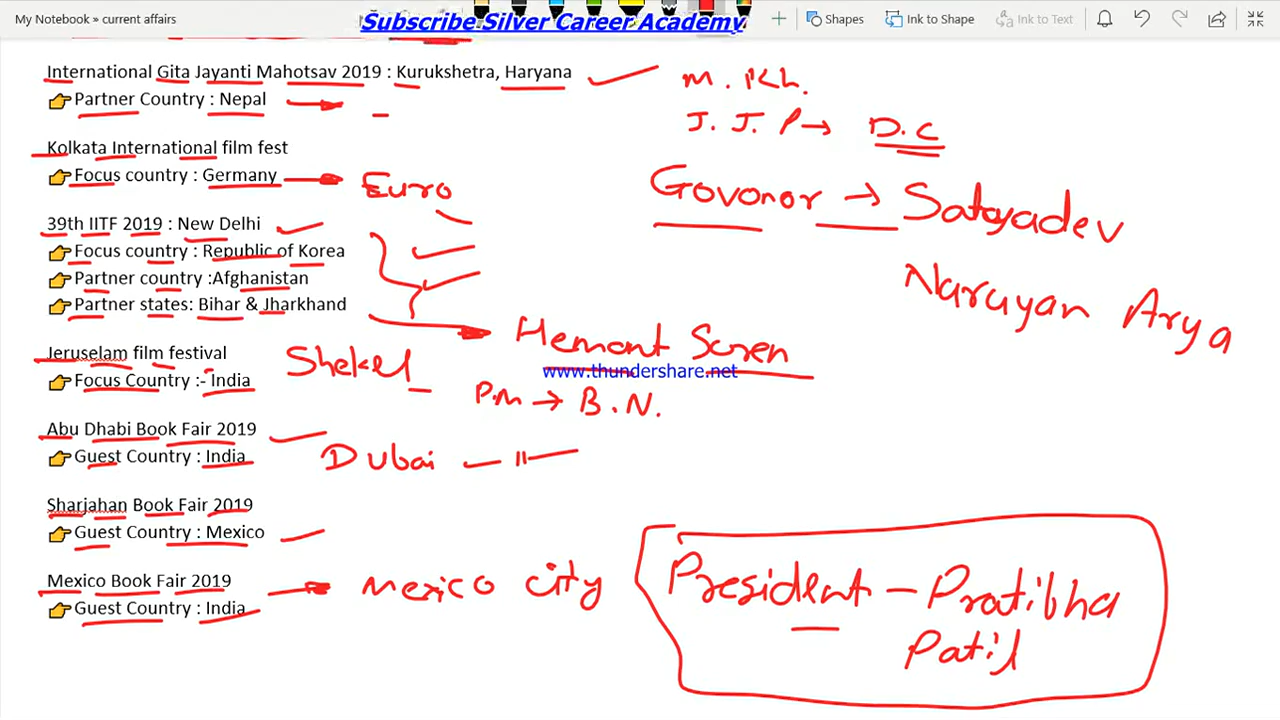 My Notebook » current affairs
Subscribe Silver Career Academy
Shapes
Ink to Shape
Ink to Text
International Gita Jayanti Mahotsav 2019 : Kurukshetra, Haryana
👉 Partner Country : Nepal
M. Kh.
J. J. P → D.C
Kolkata International film fest
👉 Focus country : Germany
Euro
Govonor → Satayadev
Narayan Arya
39th IITF 2019 : New Delhi
👉 Focus country : Republic of Korea
👉 Partner country :Afghanistan
👉 Partner states: Bihar & Jharkhand
Hemant Soren
www.thundershare.net
Jeruselam film festival
👉 Focus Country :- India
Shekel
P.M → B.N.
Abu Dhabi Book Fair 2019
👉 Guest Country : India
Dubai — "—
Sharjahan Book Fair 2019
👉 Guest Country : Mexico
Mexico Book Fair 2019
👉 Guest Country : India
Mexico city
President – Pratibha
Patil